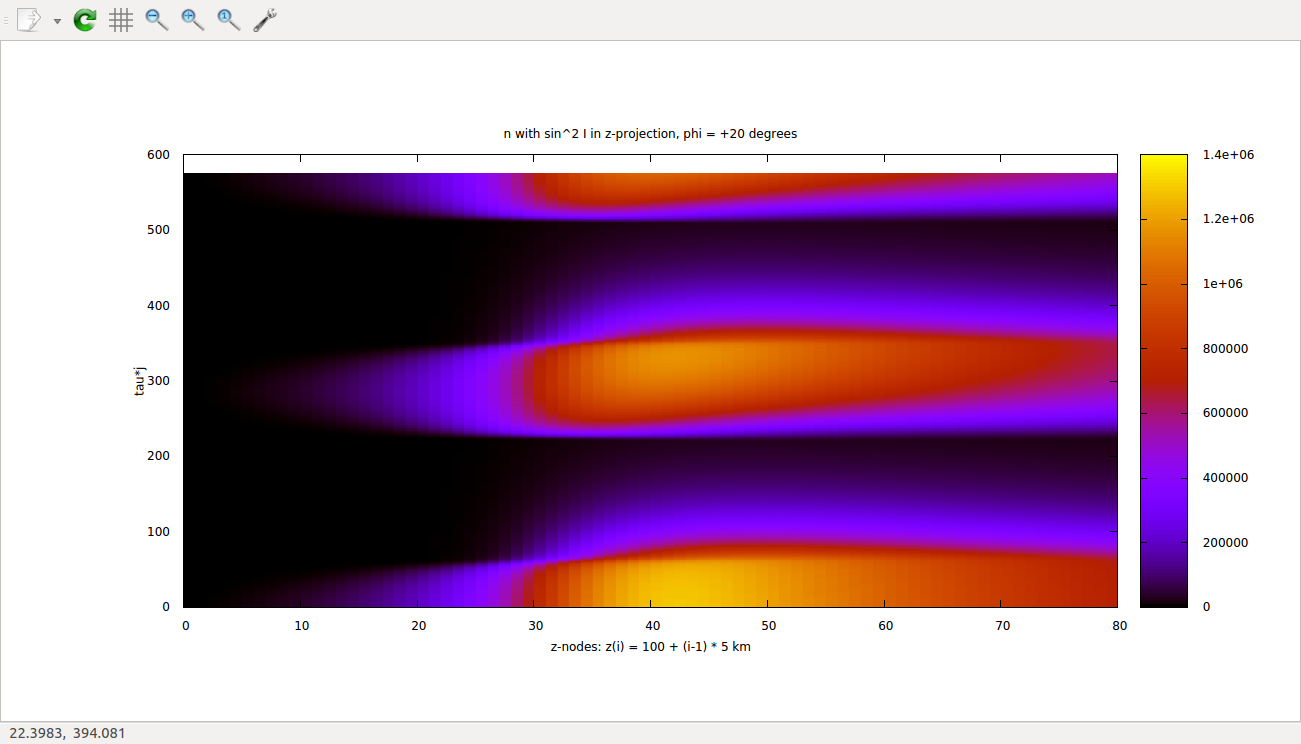 n with sin^2 I in z-projection, phi = +20 degrees
600
500
400
300
200
100
0
tau*j
0 10 20 30 40 50 60 70 80
z-nodes: z(i) = 100 + (i-1) * 5 km
1.4e+06
1.2e+06
1e+06
800000
600000
400000
200000
0
22.3983, 394.081